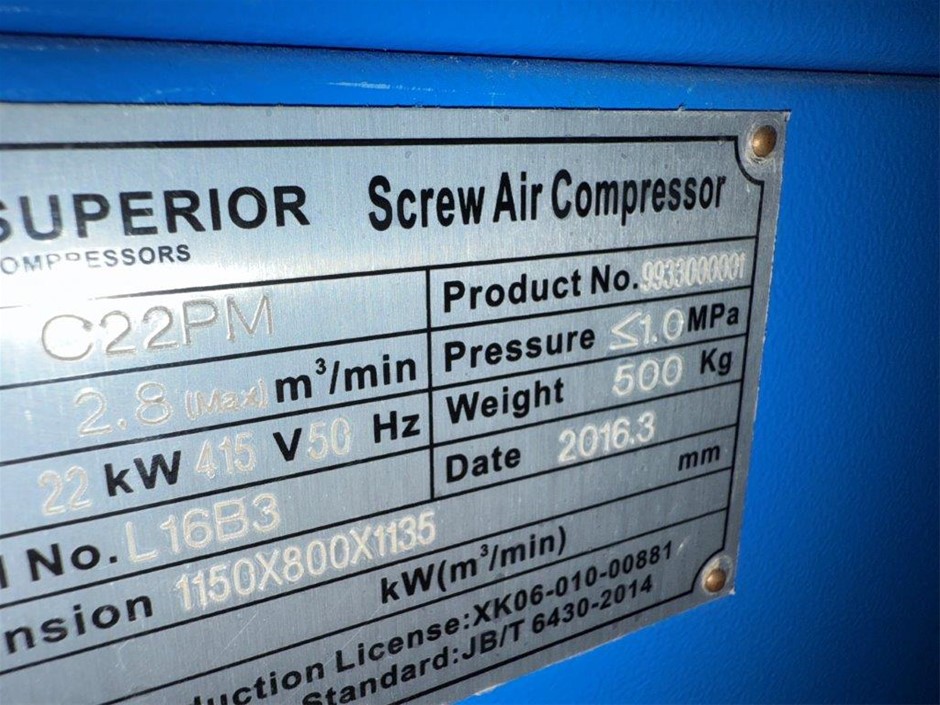 SUPERIOR Screw Air Compressor
OMPRESSORS
C22PM Product No. 9933000001
2.8 (Max) m³/min Pressure ≤1.0 MPa
22 kW 415 V 50 Hz Weight 500 Kg
Date 2016.3
l No. L16B3
nsion 1150X800X1135 mm
kW(m³/min)
duction License:XK06-010-00881
Standard:JB/T 6430-2014